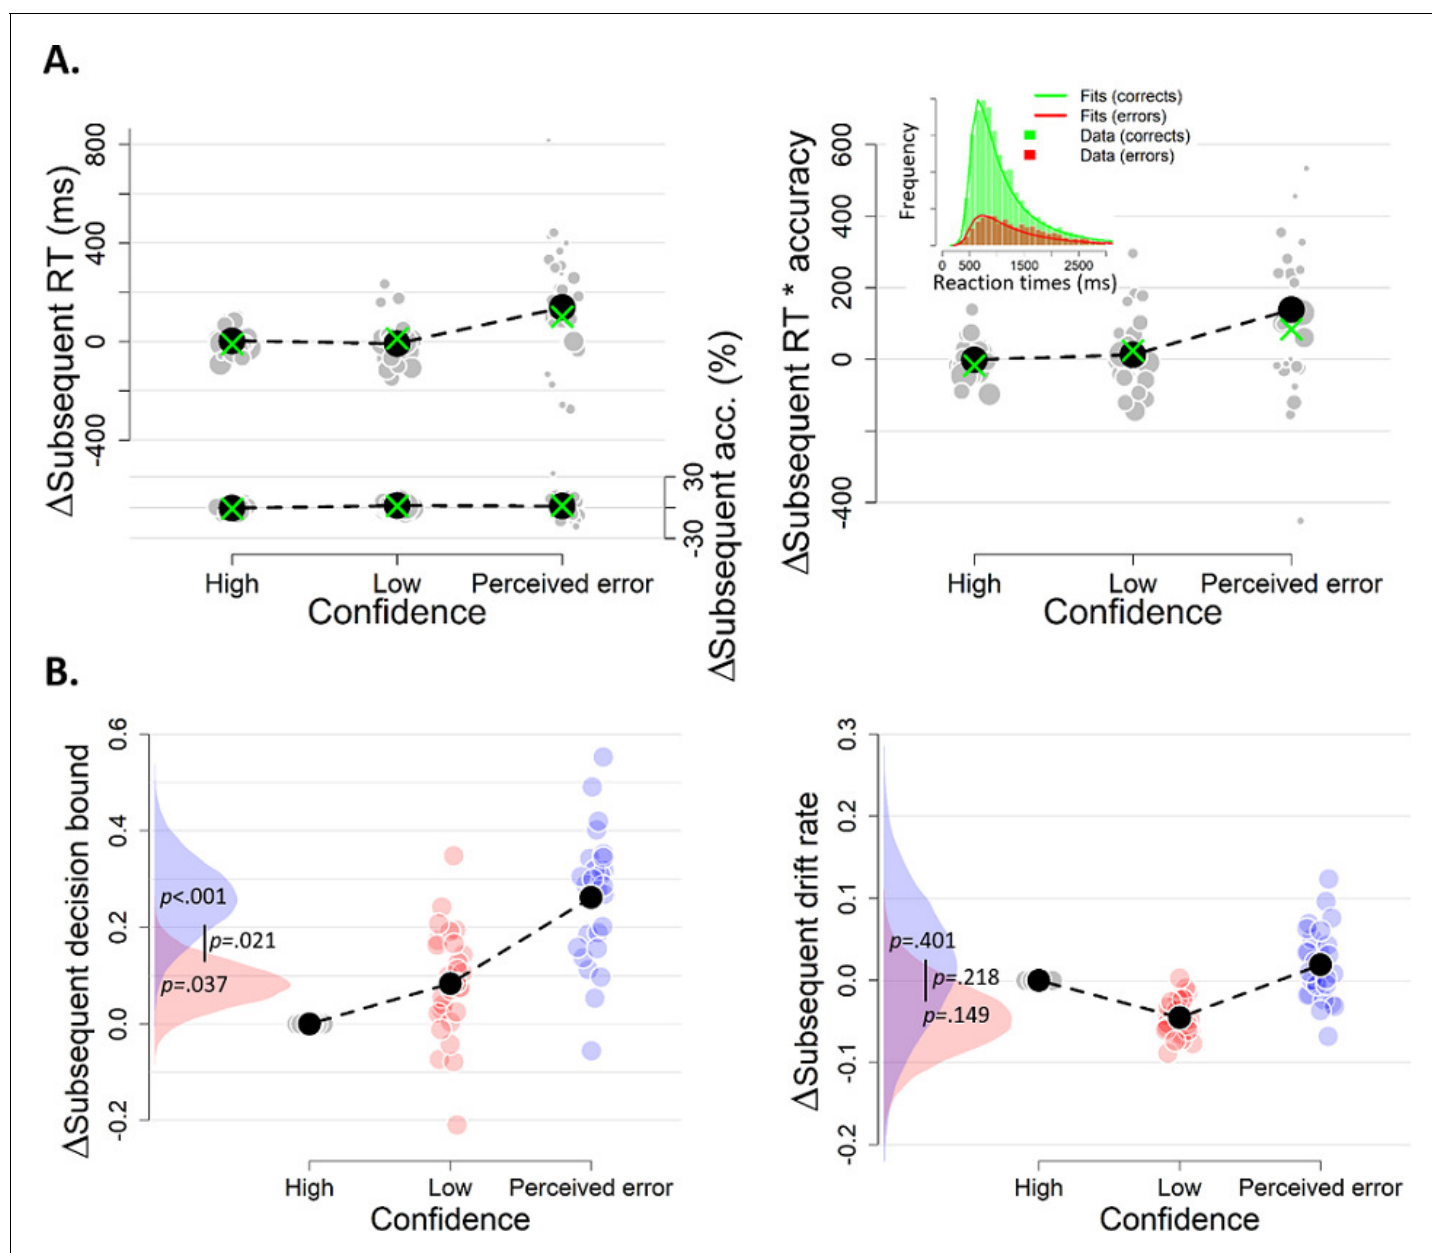 A.
ΔSubsequent RT (ms)
800
400
0
-400
ΔSubsequent acc. (%)
30
-30
High
Low
Perceived error
Confidence
ΔSubsequent RT * accuracy
600
400
200
0
-400
Frequency
Fits (corrects)
Fits (errors)
Data (corrects)
Data (errors)
0
500
1500
2500
Reaction times (ms)
High
Low
Perceived error
Confidence
B.
ΔSubsequent decision bound
0.6
0.4
0.2
0.0
-0.2
p<.001
p=.021
p=.037
High
Low
Perceived error
Confidence
ΔSubsequent drift rate
0.3
0.2
0.1
0.0
-0.1
-0.2
p=.401
p=.218
p=.149
High
Low
Perceived error
Confidence